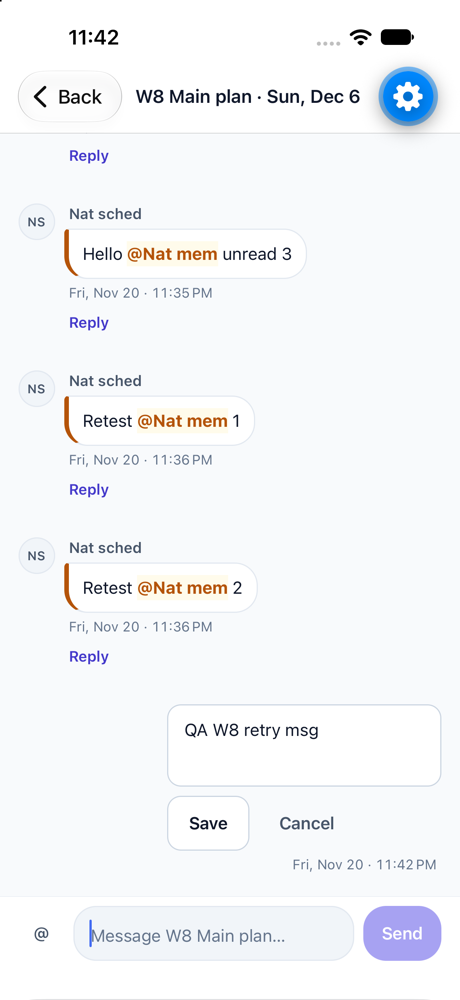 11:42
Back
W8 Main plan · Sun, Dec 6
Reply
NS
Nat sched
Hello @Nat mem unread 3
Fri, Nov 20 · 11:35 PM
Reply
NS
Nat sched
Retest @Nat mem 1
Fri, Nov 20 · 11:36 PM
Reply
NS
Nat sched
Retest @Nat mem 2
Fri, Nov 20 · 11:36 PM
Reply
QA W8 retry msg
Save
Cancel
Fri, Nov 20 · 11:42 PM
@
Message W8 Main plan...
Send